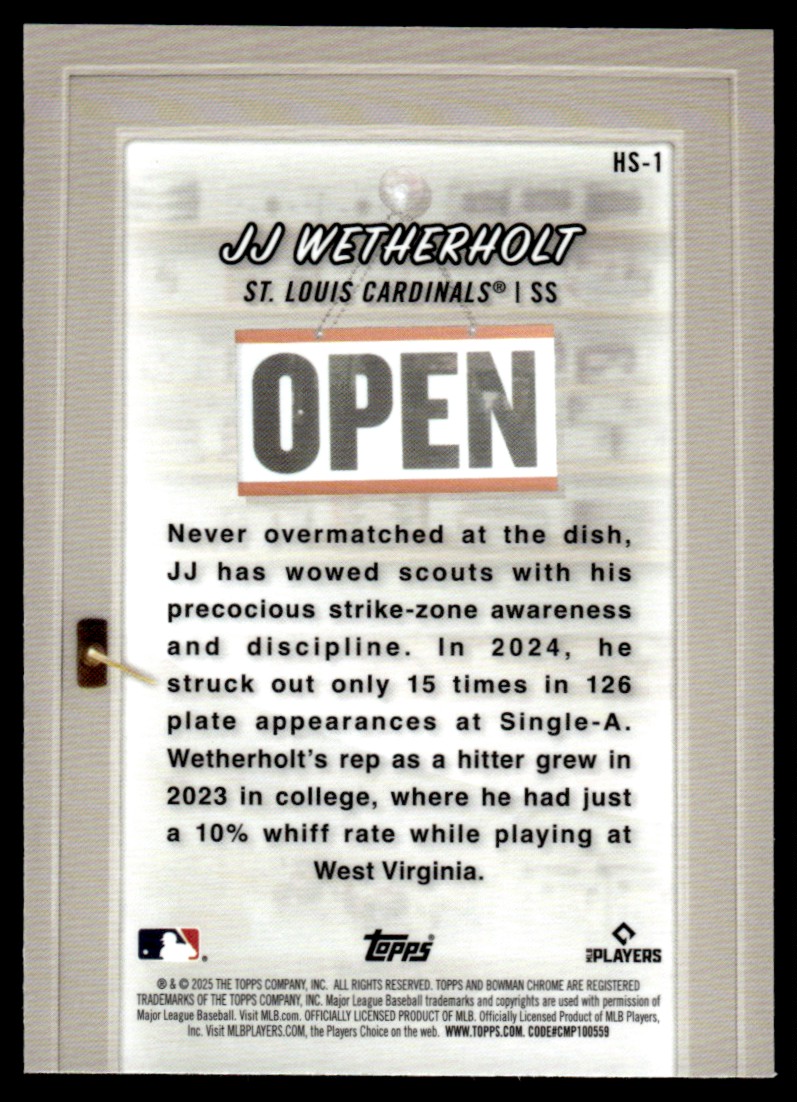 HS-1
JJ WETHERHOLT
ST. LOUIS CARDINALS® | SS
OPEN
Never overmatched at the dish,
JJ has wowed scouts with his
precocious strike-zone awareness
and discipline. In 2024, he
struck out only 15 times in 126
plate appearances at Single-A.
Wetherholt's rep as a hitter grew in
2023 in college, where he had just
a 10% whiff rate while playing at
West Virginia.
®
Topps®
MLB PLAYERS
® & © 2025 THE TOPPS COMPANY, INC. ALL RIGHTS RESERVED. TOPPS AND BOWMAN CHROME ARE REGISTERED
TRADEMARKS OF THE TOPPS COMPANY, INC. Major League Baseball trademarks and copyrights are used with permission of
Major League Baseball. Visit MLB.com. OFFICIALLY LICENSED PRODUCT OF MLB. Officially Licensed Product of MLB Players,
Inc. Visit MLBPLAYERS.COM, the Players Choice on the web. WWW.TOPPS.COM. CODE#CMP100559